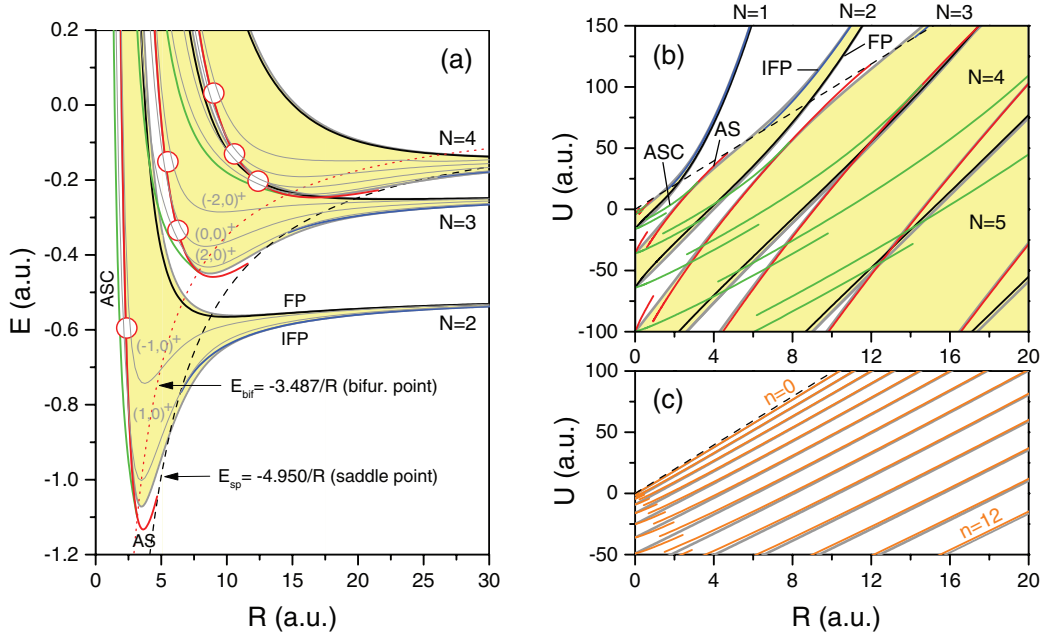 (a)
0.2
0.0
-0.2
-0.4
-0.6
-0.8
-1.0
-1.2
E (a.u.)
0
5
10
15
20
25
30
R (a.u.)
ASC
N=4
(-2,0)+
(0,0)+
(2,0)+
N=3
FP
IFP
N=2
(-1,0)+
Ebif= -3.487/R (bifur. point)
(1,0)+
Esp= -4.950/R (saddle point)
AS
(b)
150
100
50
0
-50
-100
U (a.u.)
0
4
8
12
16
20
N=1
N=2
N=3
FP
IFP
N=4
AS
ASC
N=5
(c)
100
50
0
-50
U (a.u.)
n=0
n=12
0
4
8
12
16
20
R (a.u.)